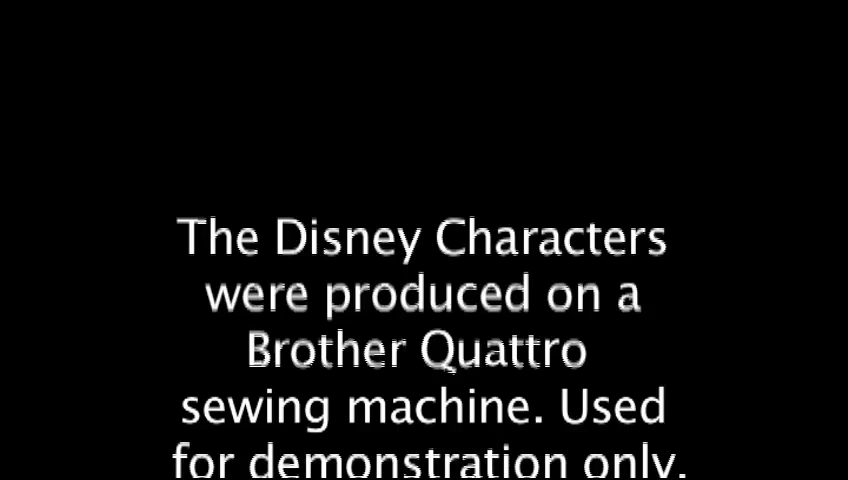 The Disney Characters
were produced on a
Brother Quattro
sewing machine. Used
for demonstration only.